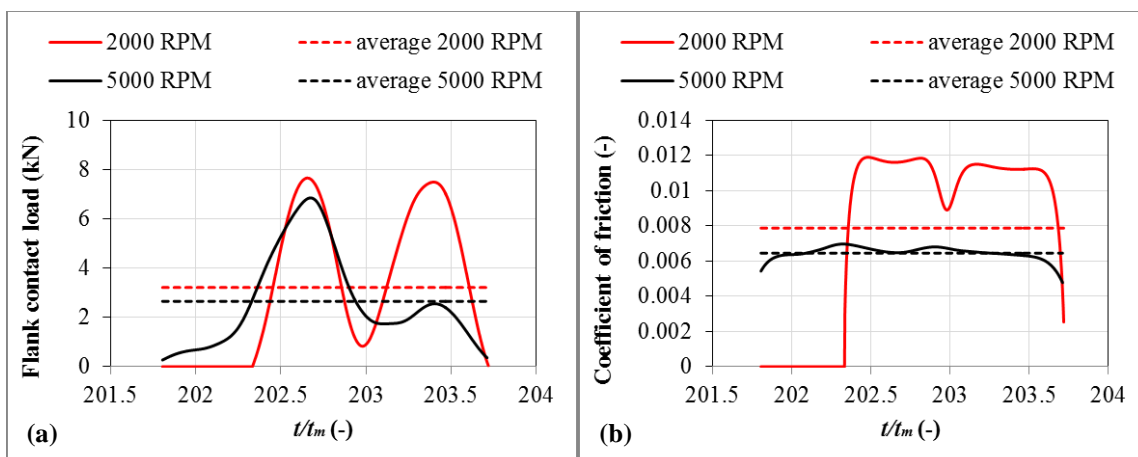 2000 RPM average 2000 RPM
5000 RPM average 5000 RPM
Flank contact load (kN)
10
8
6
4
2
0
201.5 202 202.5 203 203.5 204
t/tm (-)
(a)
2000 RPM average 2000 RPM
5000 RPM average 5000 RPM
Coefficient of friction (-)
0.014
0.012
0.01
0.008
0.006
0.004
0.002
0
201.5 202 202.5 203 203.5 204
t/tm (-)
(b)